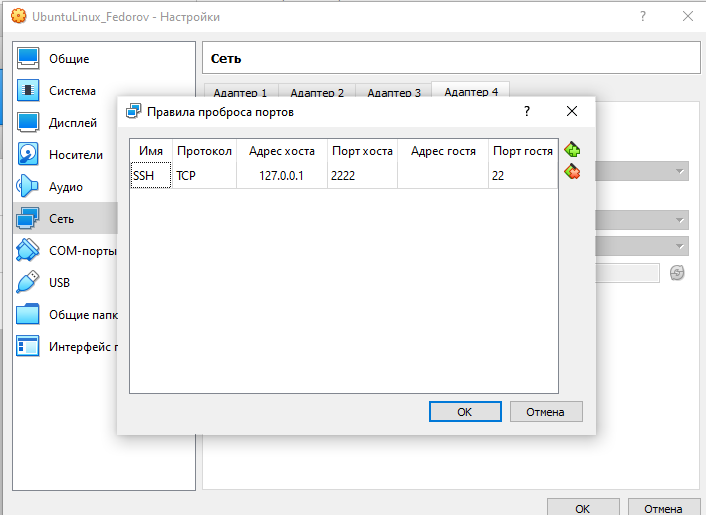 UbuntuLinux_Fedorov - Настройки
Общие
Система
Дисплей
Носители
Аудио
Сеть
COM-порты
USB
Общие папк
Интерфейс п
Сеть
Адаптер 1 Адаптер 2 Адаптер 3 Адаптер 4
Правила проброса портов
?
Имя Протокол Адрес хоста Порт хоста Адрес гостя Порт гостя
SSH TCP 127.0.0.1 2222 22
OK Отмена
OK Отмена